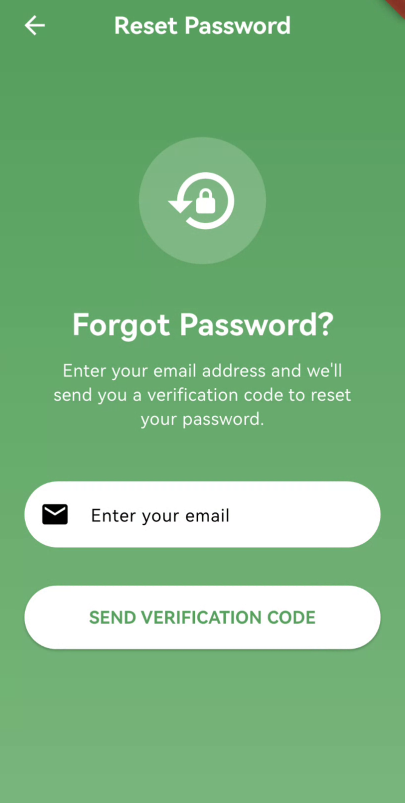 Reset Password
Forgot Password?
Enter your email address and we'll
send you a verification code to reset
your password.
Enter your email
SEND VERIFICATION CODE